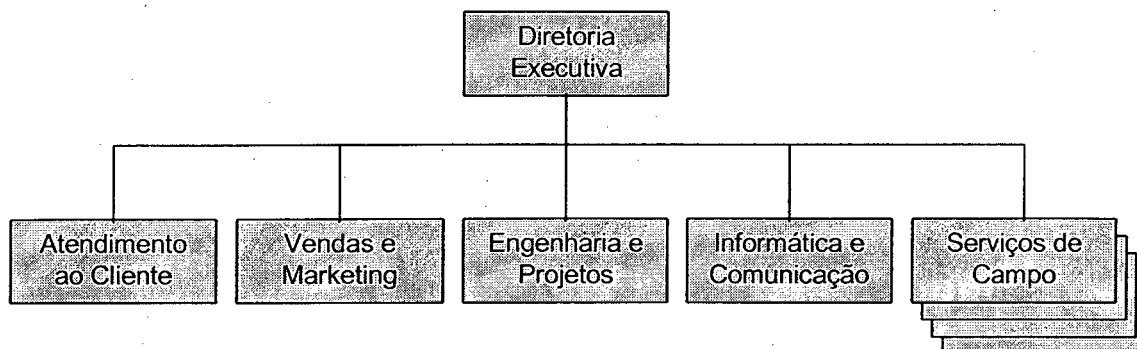 Diretoria
Executiva
Atendimento
ao Cliente
Vendas e
Marketing
Engenharia e
Projetos
Informática e
Comunicação
Serviços de
Campo